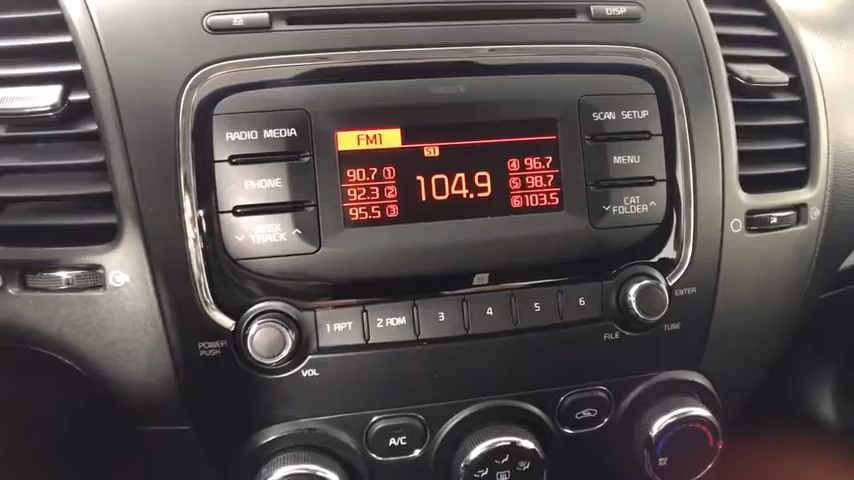 DISP
RADIO MEDIA
PHONE
SEEK
TRACK
FM1
ST
90.7 1
92.3 2
95.5 3
104.9
4 96.7
5 98.7
6 103.5
SCAN SETUP
MENU
CAT
FOLDER
1 RPT
2 RDM
3
4
5
6
ENTER
POWER
PUSH
VOL
FILE
TUNE
A/C